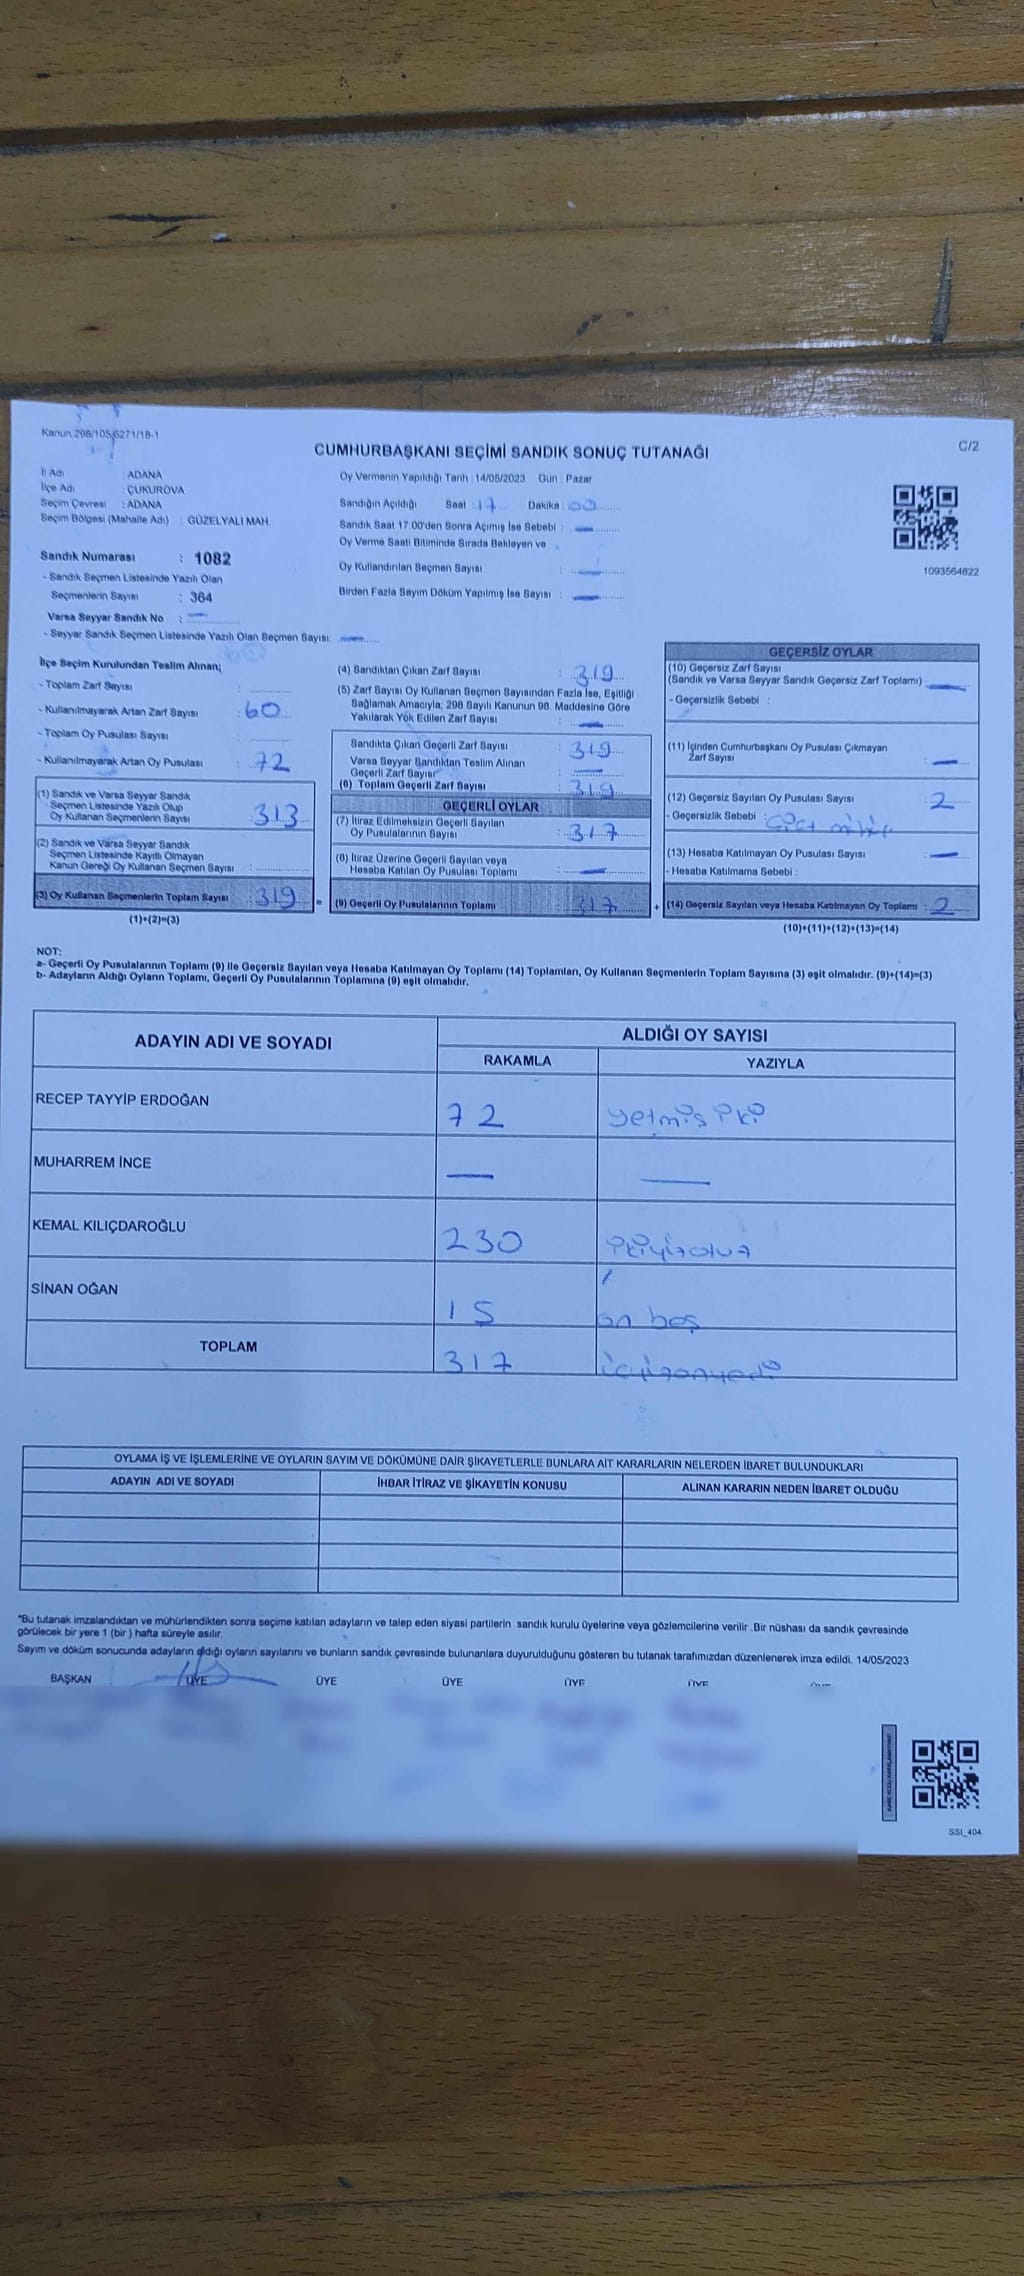 Kanun 298/105,6271/18-1
C/2
CUMHURBAŞKANI SEÇİMİ SANDIK SONUÇ TUTANAĞI
İl Adı : ADANA
İlçe Adı : ÇUKUROVA
Seçim Çevresi : ADANA
Seçim Bölgesi (Mahalle Adı) : GÜZELYALI MAH.
Sandık Numarası : 1082
- Sandık Seçmen Listesinde Yazılı Olan
Seçmenlerin Sayısı : 364
Varsa Seyyar Sandık No : —
- Seyyar Sandık Seçmen Listesinde Yazılı Olan Seçmen Sayısı: —
Oy Vermenin Yapıldığı Tarih : 14/05/2023 Gün : Pazar
Sandığın Açıldığı Saat : 17 Dakika : 00
Sandık Saat 17.00'den Sonra Açımış İse Sebebi : —
Oy Verme Saati Bitiminde Sırada Bekleyen ve
Oy Kullandırılan Seçmen Sayısı : —
Birden Fazla Sayım Döküm Yapılmış İse Sayısı : —
1093564822
İlçe Seçim Kurulundan Teslim Alınan;
- Toplam Zarf Sayısı :
- Kullanılmayarak Artan Zarf Sayısı : 60
- Toplam Oy Pusulası Sayısı :
- Kullanılmayarak Artan Oy Pusulası : 72
(1) Sandık ve Varsa Seyyar Sandık
Seçmen Listesinde Yazılı Olup
Oy Kullanan Seçmenlerin Sayısı : 313
(2) Sandık ve Varsa Seyyar Sandık
Seçmen Listesinde Kayıtlı Olmayan
Kanun Gereği Oy Kullanan Seçmen Sayısı :
(3) Oy Kullanan Seçmenlerin Toplam Sayısı : 319 =
(1)+(2)=(3)
(4) Sandıktan Çıkan Zarf Sayısı : 319
(5) Zarf Sayısı Oy Kullanan Seçmen Sayısından Fazla İse, Eşitliği
Sağlamak Amacıyla; 298 Sayılı Kanunun 98. Maddesine Göre
Yakılarak Yok Edilen Zarf Sayısı : —
Sandıkta Çıkan Geçerli Zarf Sayısı : 319
Varsa Seyyar Sandıktan Teslim Alınan
Geçerli Zarf Sayısı : —
(6) Toplam Geçerli Zarf Sayısı : 319
GEÇERLİ OYLAR
(7) İtiraz Edilmeksizin Geçerli Sayılan
Oy Pusulalarının Sayısı : 317
(8) İtiraz Üzerine Geçerli Sayılan veya
Hesaba Katılan Oy Pusulası Toplamı : —
(9) Geçerli Oy Pusulalarının Toplamı : 317 +
GEÇERSİZ OYLAR
(10) Geçersiz Zarf Sayısı
(Sandık ve Varsa Seyyar Sandık Geçersiz Zarf Toplamı) : —
- Geçersizlik Sebebi :
(11) İçinden Cumhurbaşkanı Oy Pusulası Çıkmayan
Zarf Sayısı : —
(12) Geçersiz Sayılan Oy Pusulası Sayısı : 2
- Geçersizlik Sebebi :
(13) Hesaba Katılmayan Oy Pusulası Sayısı : —
- Hesaba Katılmama Sebebi :
(14) Geçersiz Sayılan veya Hesaba Katılmayan Oy Toplamı : 2
(10)+(11)+(12)+(13)=(14)
NOT:
a- Geçerli Oy Pusulalarının Toplamı (9) ile Geçersiz Sayılan veya Hesaba Katılmayan Oy Toplamı (14) Toplamları, Oy Kullanan Seçmenlerin Toplam Sayısına (3) eşit olmalıdır. (9)+(14)=(3)
b- Adayların Aldığı Oyların Toplamı, Geçerli Oy Pusulalarının Toplamına (9) eşit olmalıdır.
ADAYIN ADI VE SOYADI
ALDIĞI OY SAYISI
RAKAMLA YAZIYLA
RECEP TAYYİP ERDOĞAN 72 yetmiş iki
MUHARREM İNCE — —
KEMAL KILIÇDAROĞLU 230 ikiyüzotuz
SİNAN OĞAN 15 on beş
TOPLAM 317 üçyüzonyedi
OYLAMA İŞ VE İŞLEMLERİNE VE OYLARIN SAYIM VE DÖKÜMÜNE DAİR ŞİKAYETLERLE BUNLARA AİT KARARLARIN NELERDEN İBARET BULUNDUKLARI
ADAYIN ADI VE SOYADI İHBAR İTİRAZ VE ŞİKAYETİN KONUSU ALINAN KARARIN NEDEN İBARET OLDUĞU
*Bu tutanak imzalandıktan ve mühürlendikten sonra seçime katılan adayların ve talep eden siyasi partilerin sandık kurulu üyelerine veya gözlemcilerine verilir .Bir nüshası da sandık çevresinde
görülecek bir yere 1 (bir ) hafta süreyle asılır.
Sayım ve döküm sonucunda adayların aldığı oyların sayılarını ve bunların sandık çevresinde bulunanlara duyurulduğunu gösteren bu tutanak tarafımızdan düzenlenerek imza edildi. 14/05/2023
BAŞKAN ÜYE ÜYE ÜYE ÜYE ÜYE
SSI_404